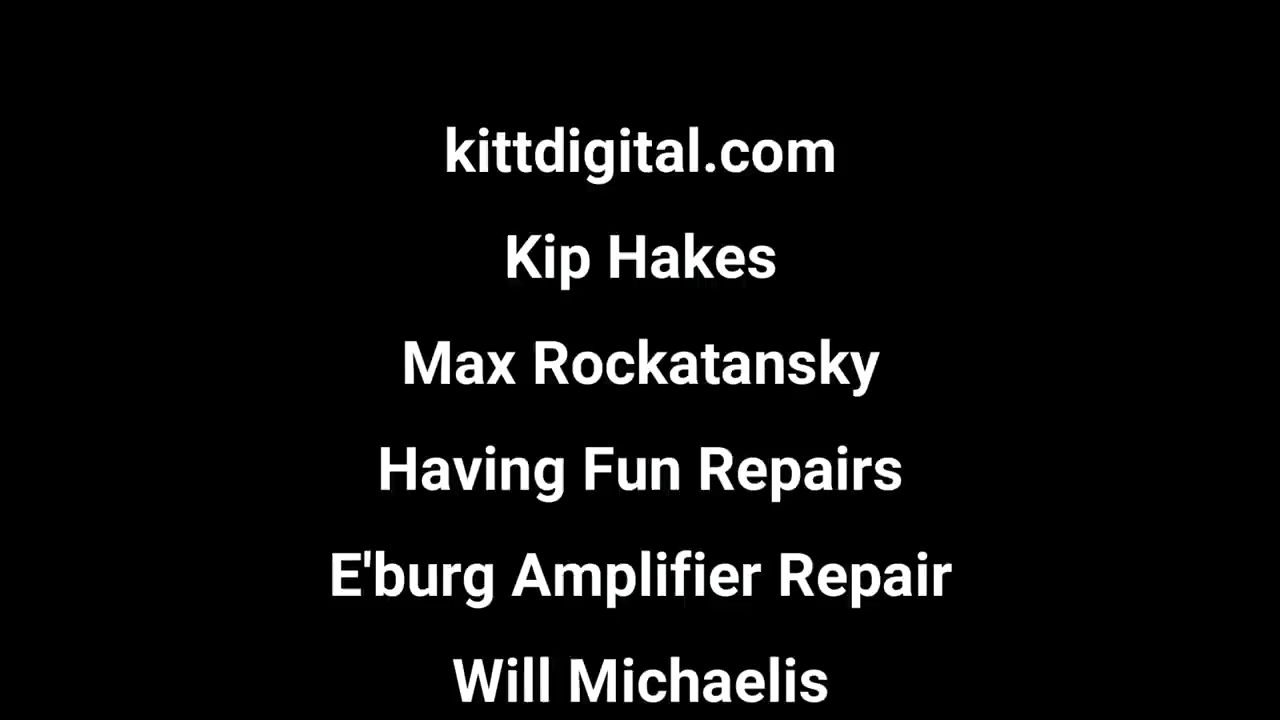 kittdigital.com
Kip Hakes
Max Rockatansky
Having Fun Repairs
E'burg Amplifier Repair
Will Michaelis